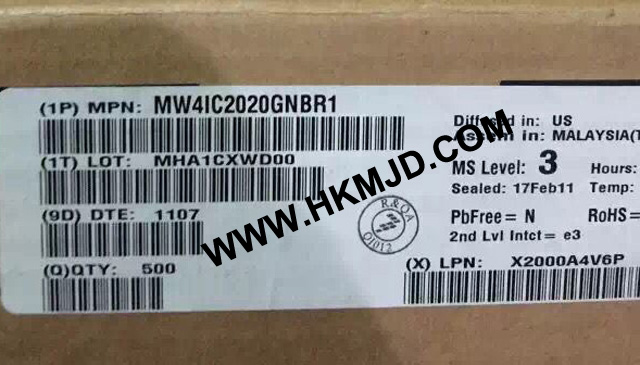 (1P) MPN: MW4IC2020GNBR1
(1T) LOT: MHA1CXWD00
(9D) DTE: 1107
(Q)QTY: 500
Diffused in: US
Assem in: MALAYSIA(T
MS Level: 3 Hours:
Sealed: 17Feb11 Temp:
PbFree= N RoHS=
2nd Lvl Intct= e3
(X) LPN: X2000A4V6P
R&QA
WWW.HKMJD.COM